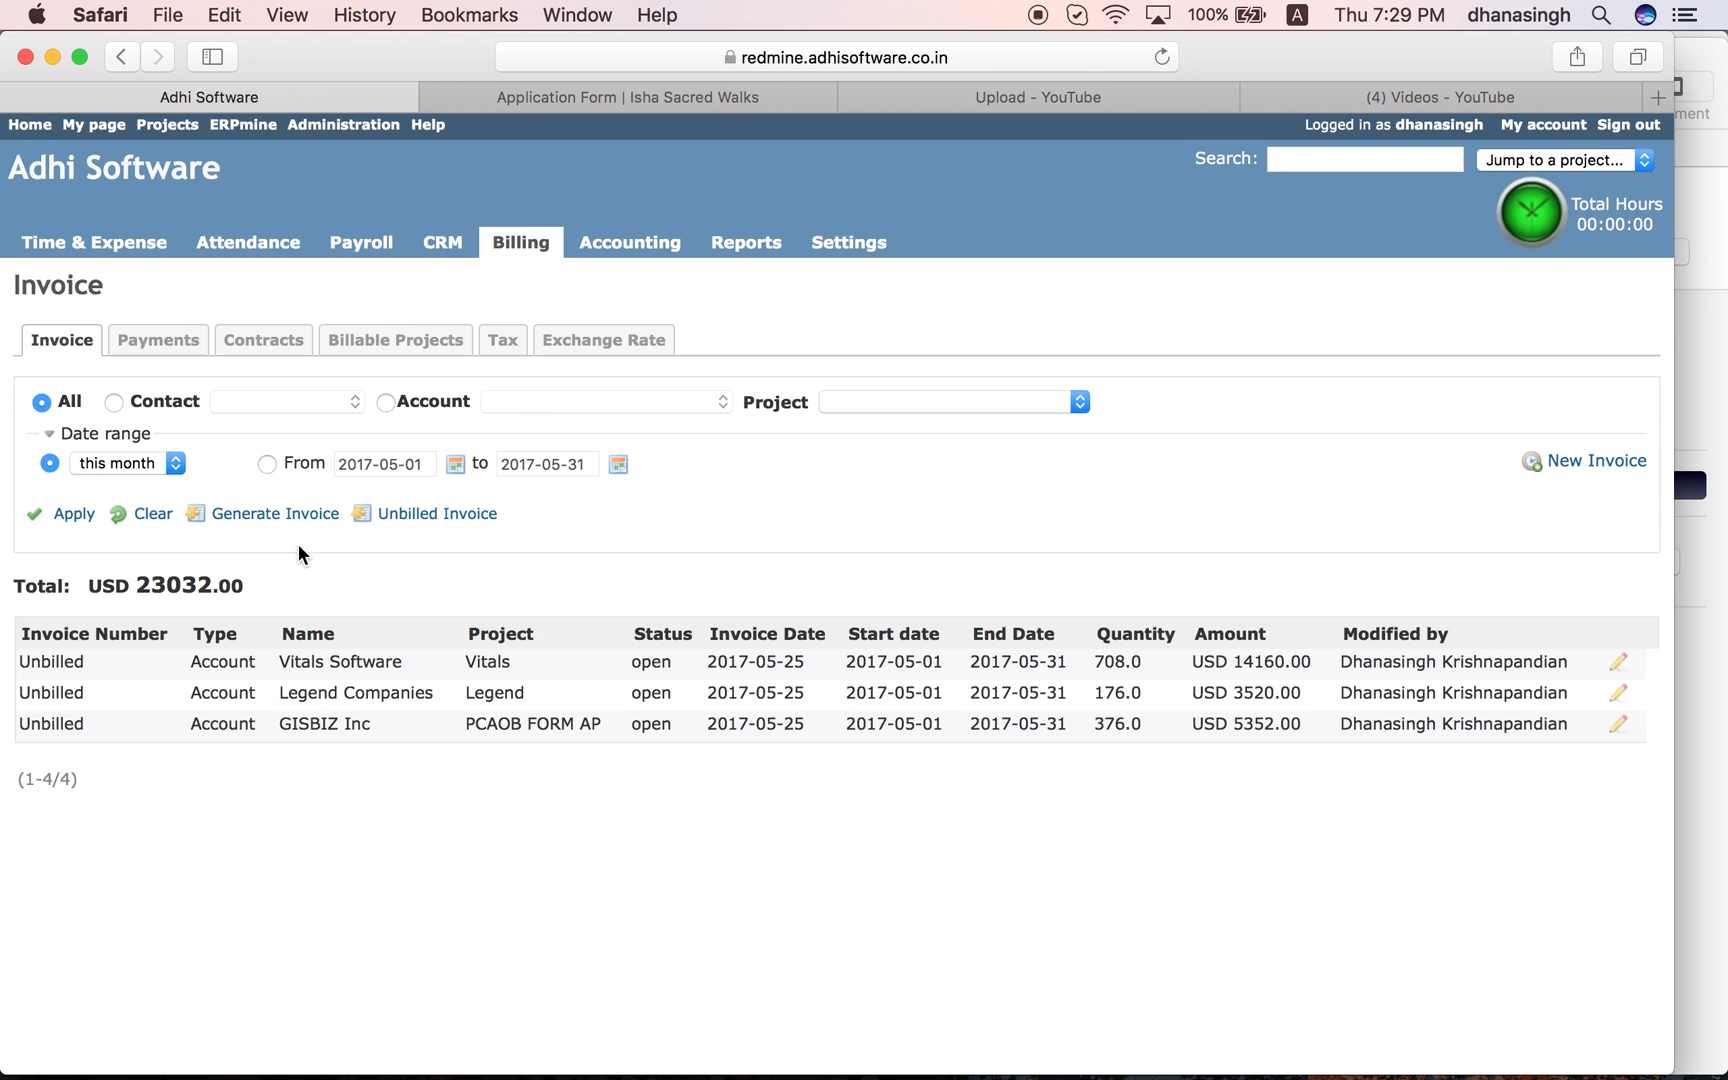 Safari File Edit View History Bookmarks Window Help 100% A Thu 7:29 PM dhanasingh
redmine.adhisoftware.co.in
Adhi Software Application Form | Isha Sacred Walks Upload - YouTube (4) Videos - YouTube +
ment
Home My page Projects ERPmine Administration Help Logged in as dhanasingh My account Sign out
Adhi Software Search: Jump to a project...
Total Hours
00:00:00
Time & Expense Attendance Payroll CRM Billing Accounting Reports Settings
Invoice
Invoice Payments Contracts Billable Projects Tax Exchange Rate
All Contact Account Project
Date range
this month From 2017-05-01 to 2017-05-31 New Invoice
Apply Clear Generate Invoice Unbilled Invoice
Total: USD 23032.00
Invoice Number Type Name Project Status Invoice Date Start date End Date Quantity Amount Modified by
Unbilled Account Vitals Software Vitals open 2017-05-25 2017-05-01 2017-05-31 708.0 USD 14160.00 Dhanasingh Krishnapandian
Unbilled Account Legend Companies Legend open 2017-05-25 2017-05-01 2017-05-31 176.0 USD 3520.00 Dhanasingh Krishnapandian
Unbilled Account GISBIZ Inc PCAOB FORM AP open 2017-05-25 2017-05-01 2017-05-31 376.0 USD 5352.00 Dhanasingh Krishnapandian
(1-4/4)